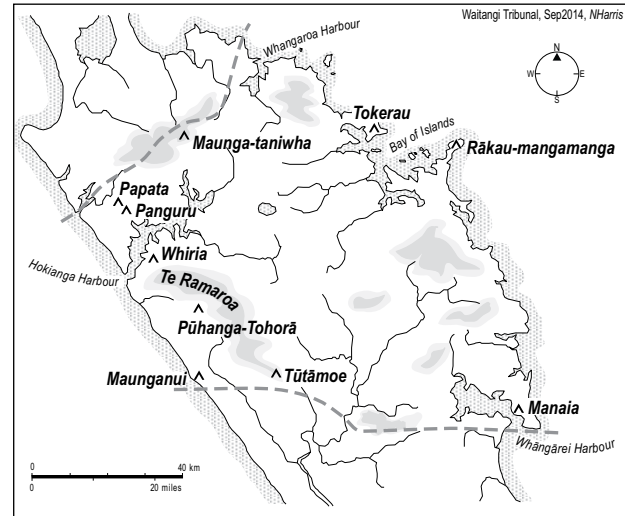 Waitangi Tribunal, Sep2014, NHarris
N
W E
S
Whangaroa Harbour
Tokerau
Bay of Islands
Rākau-mangamanga
Maunga-taniwha
Papata
Panguru
Whiria
Hokianga Harbour
Te Ramaroa
Pūhanga-Tohorā
Maunganui
Tūtāmoe
Manaia
Whāngārei Harbour
0 40 km
0 20 miles